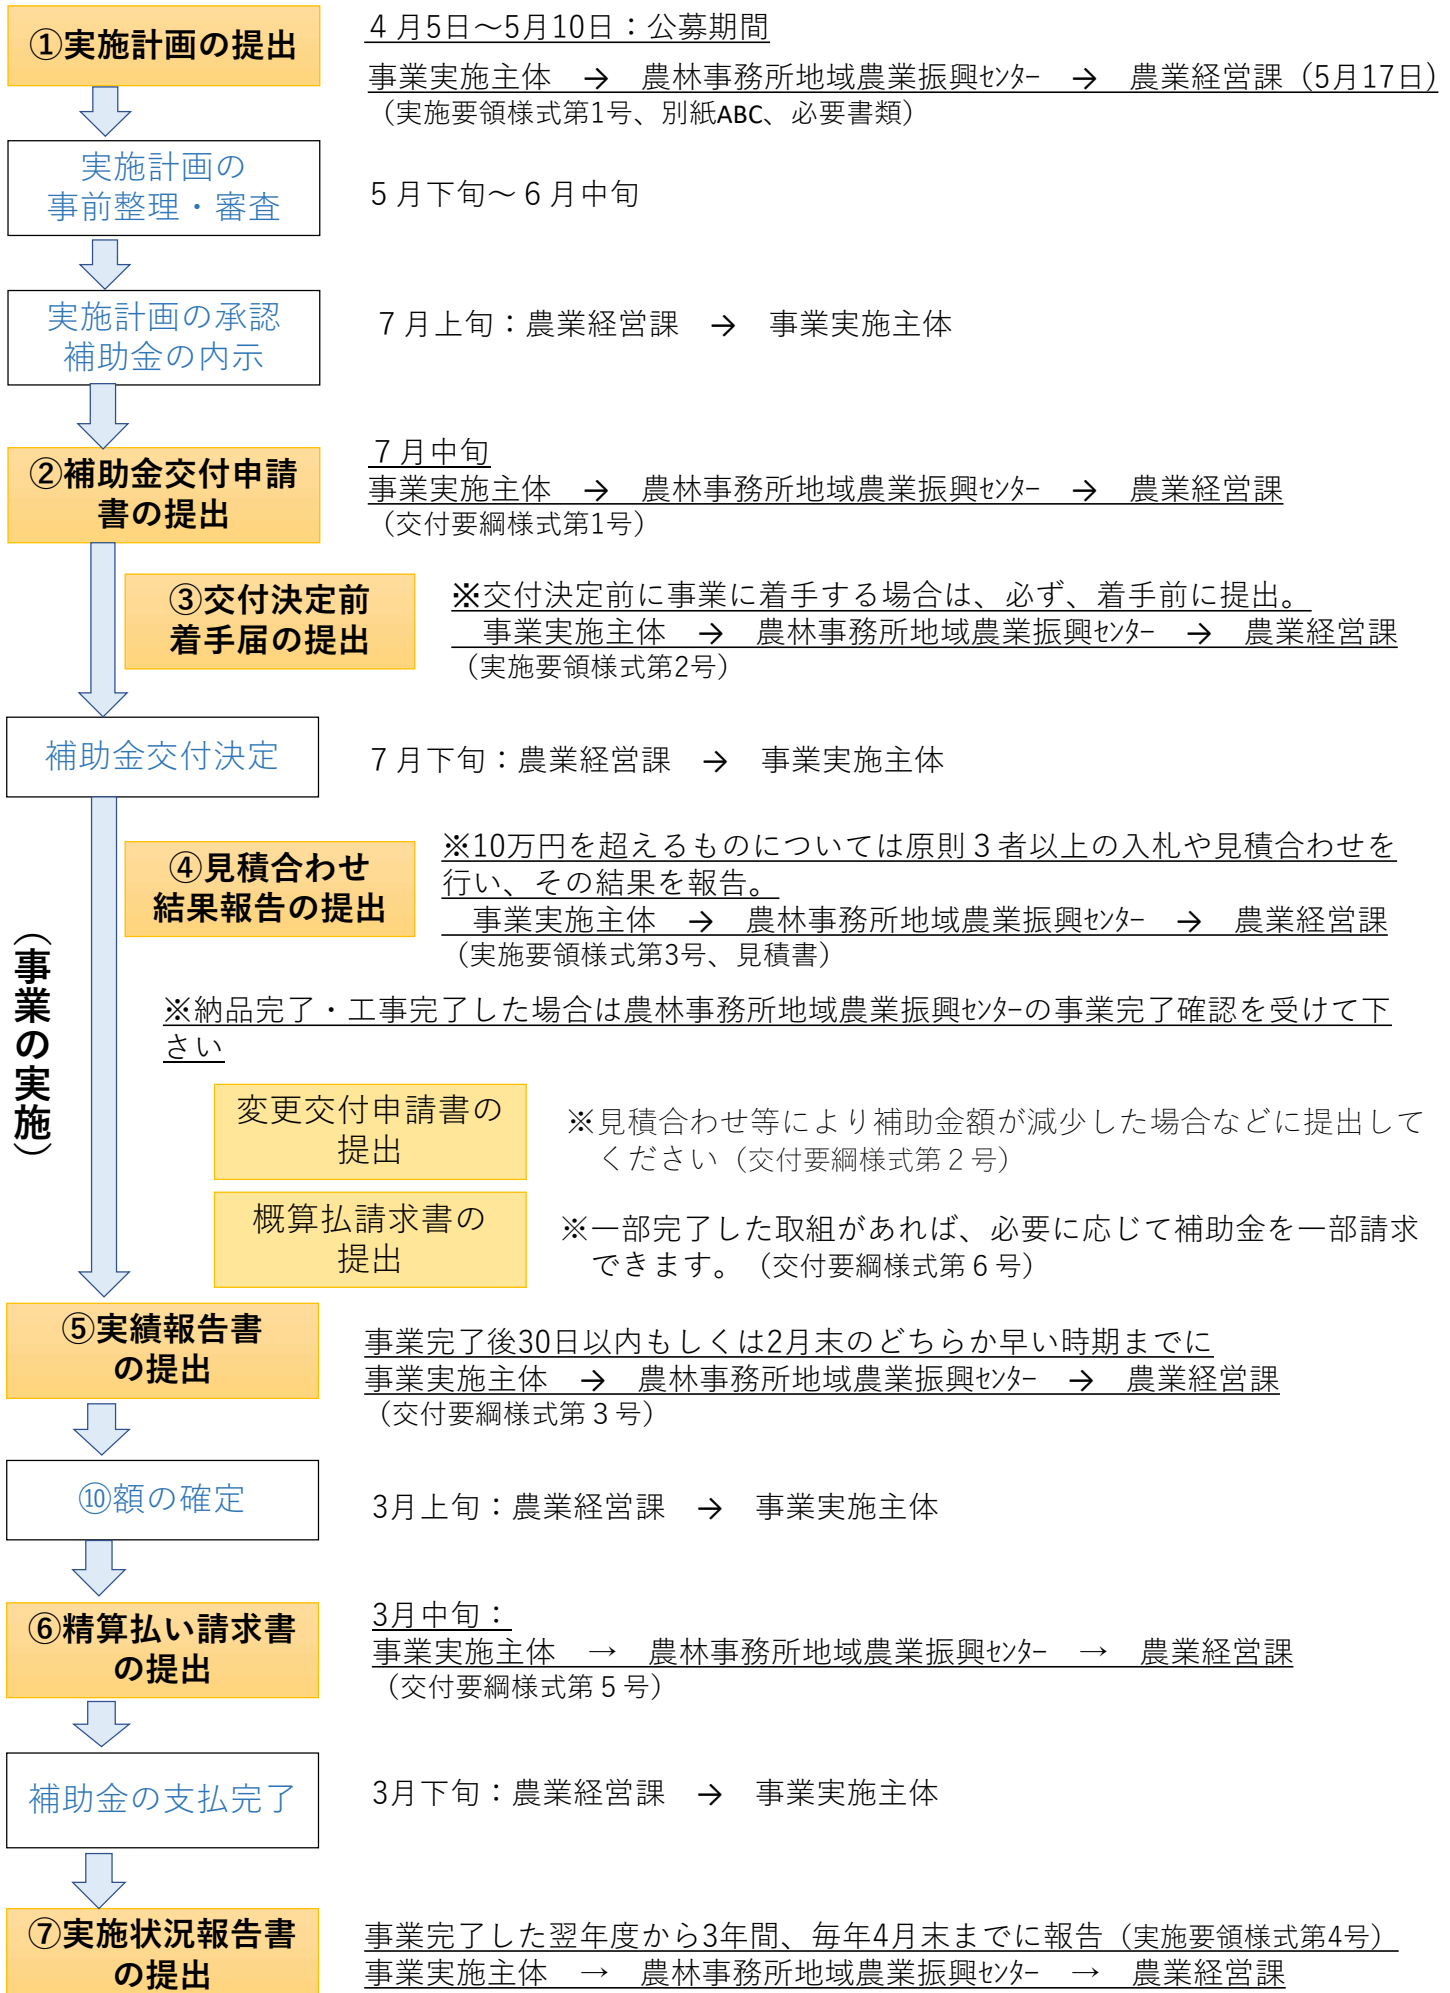 ①実施計画の提出
４月5日～5月10日：公募期間
事業実施主体　→　農林事務所地域農業振興ｾﾝﾀｰ　→　農業経営課（5月17日）
（実施要領様式第1号、別紙ABC、必要書類）
実施計画の
事前整理・審査
５月下旬～６月中旬
実施計画の承認
補助金の内示
７月上旬：農業経営課　→　事業実施主体
②補助金交付申請
書の提出
７月中旬
事業実施主体　→　農林事務所地域農業振興ｾﾝﾀｰ　→　農業経営課
（交付要綱様式第1号）
③交付決定前
着手届の提出
※交付決定前に事業に着手する場合は、必ず、着手前に提出。
事業実施主体　→　農林事務所地域農業振興ｾﾝﾀｰ　→　農業経営課
（実施要領様式第2号）
補助金交付決定
７月下旬：農業経営課　→　事業実施主体
（事業の実施）
④見積合わせ
結果報告の提出
※10万円を超えるものについては原則３者以上の入札や見積合わせを
行い、その結果を報告。
事業実施主体　→　農林事務所地域農業振興ｾﾝﾀｰ　→　農業経営課
（実施要領様式第3号、見積書）
※納品完了・工事完了した場合は農林事務所地域農業振興ｾﾝﾀｰの事業完了確認を受けて下
さい
変更交付申請書の
提出
※見積合わせ等により補助金額が減少した場合などに提出して
ください（交付要綱様式第２号）
概算払請求書の
提出
※一部完了した取組があれば、必要に応じて補助金を一部請求
できます。（交付要綱様式第６号）
⑤実績報告書
の提出
事業完了後30日以内もしくは2月末のどちらか早い時期までに
事業実施主体　→　農林事務所地域農業振興ｾﾝﾀｰ　→　農業経営課
（交付要綱様式第３号）
⑩額の確定
3月上旬：農業経営課　→　事業実施主体
⑥精算払い請求書
の提出
3月中旬：
事業実施主体　→　農林事務所地域農業振興ｾﾝﾀｰ　→　農業経営課
（交付要綱様式第５号）
補助金の支払完了
3月下旬：農業経営課　→　事業実施主体
⑦実施状況報告書
の提出
事業完了した翌年度から3年間、毎年4月末までに報告（実施要領様式第4号）
事業実施主体　→　農林事務所地域農業振興ｾﾝﾀｰ　→　農業経営課